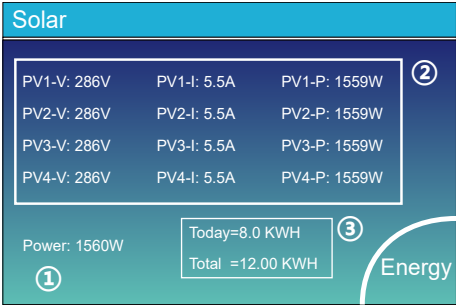 Solar
PV1-V: 286V PV1-I: 5.5A PV1-P: 1559W
②
PV2-V: 286V PV2-I: 5.5A PV2-P: 1559W
PV3-V: 286V PV3-I: 5.5A PV3-P: 1559W
PV4-V: 286V PV4-I: 5.5A PV4-P: 1559W
Today=8.0 KWH
③
Power: 1560W
Total =12.00 KWH
Energy
①